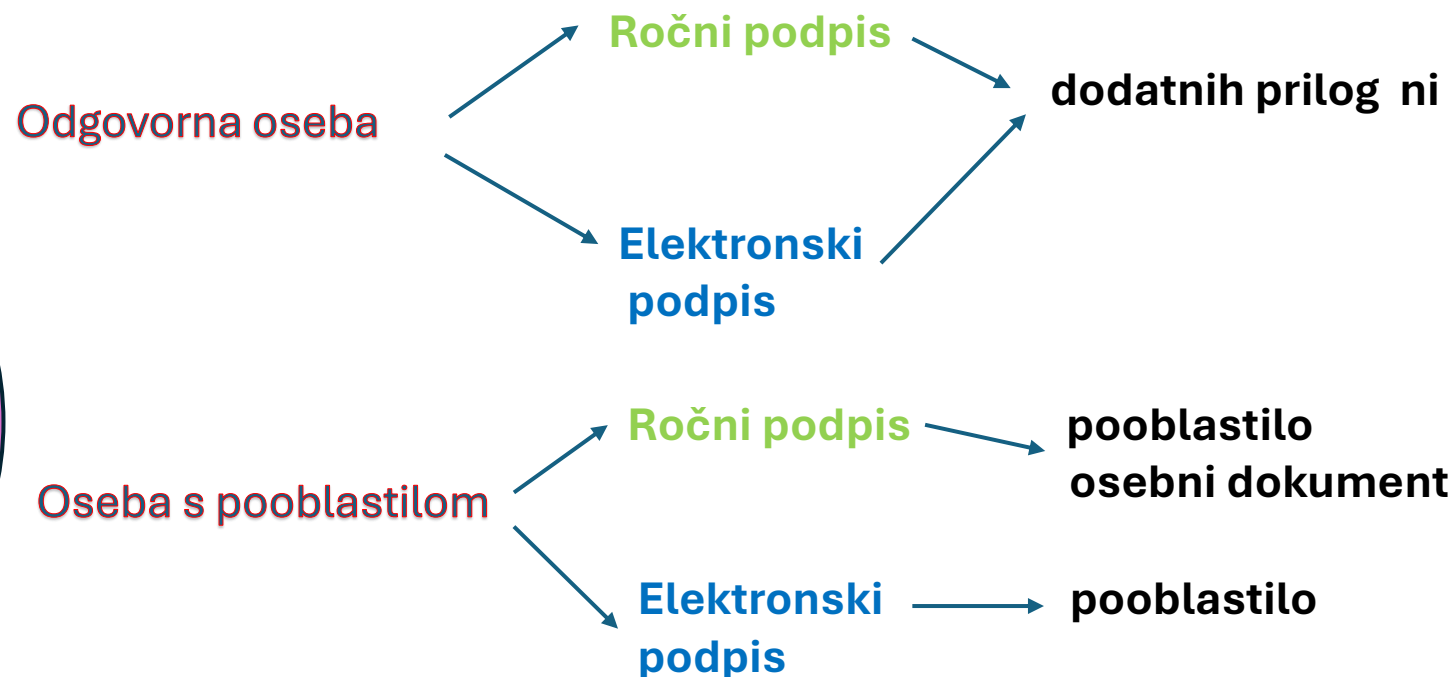 Ročni podpis
dodatnih prilog ni
Odgovorna oseba
Elektronski
podpis
Ročni podpis
pooblastilo
osebni dokument
Oseba s pooblastilom
Elektronski
podpis
pooblastilo